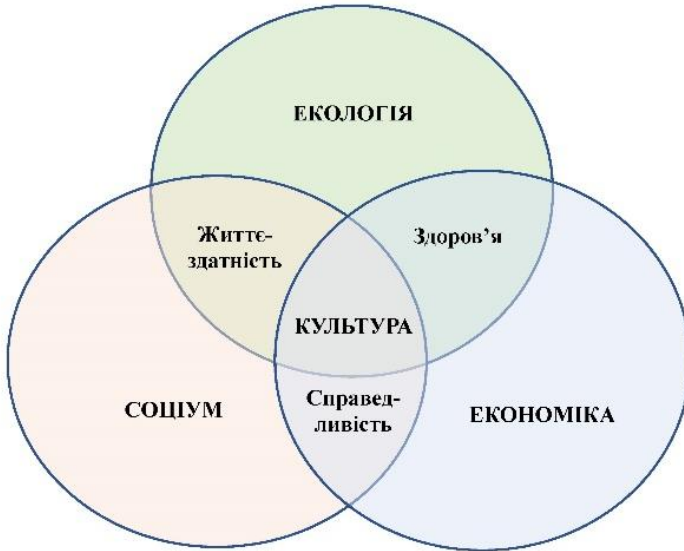 ЕКОЛОГІЯ
Життє-
здатність
Здоров’я
КУЛЬТУРА
СОЦІУМ
Справед-
ливість
ЕКОНОМІКА